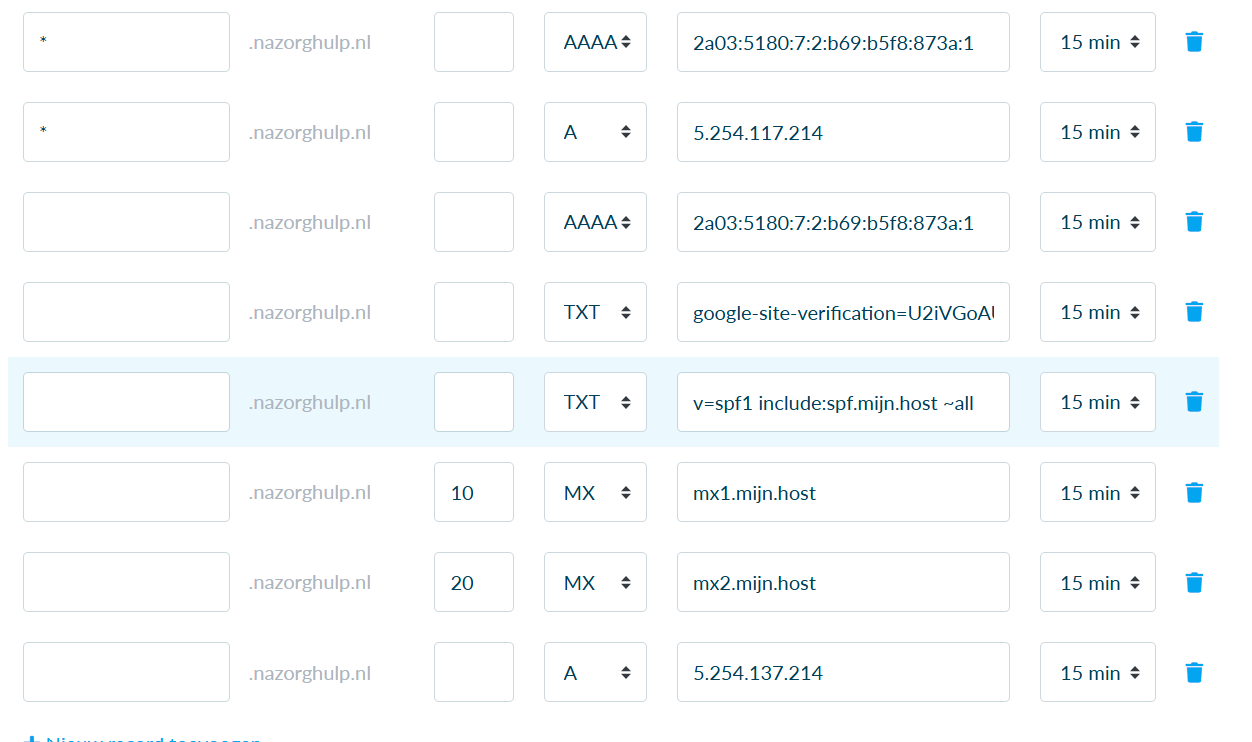 * .nazorghulp.nl AAAA 2a03:5180:7:2:b69:b5f8:873a:1 15 min
* .nazorghulp.nl A 5.254.117.214 15 min
.nazorghulp.nl AAAA 2a03:5180:7:2:b69:b5f8:873a:1 15 min
.nazorghulp.nl TXT google-site-verification=U2iVGoA 15 min
.nazorghulp.nl TXT v=spf1 include:spf.mijn.host ~all 15 min
.nazorghulp.nl 10 MX mx1.mijn.host 15 min
.nazorghulp.nl 20 MX mx2.mijn.host 15 min
.nazorghulp.nl A 5.254.137.214 15 min
+ Nieuw record toevoegen